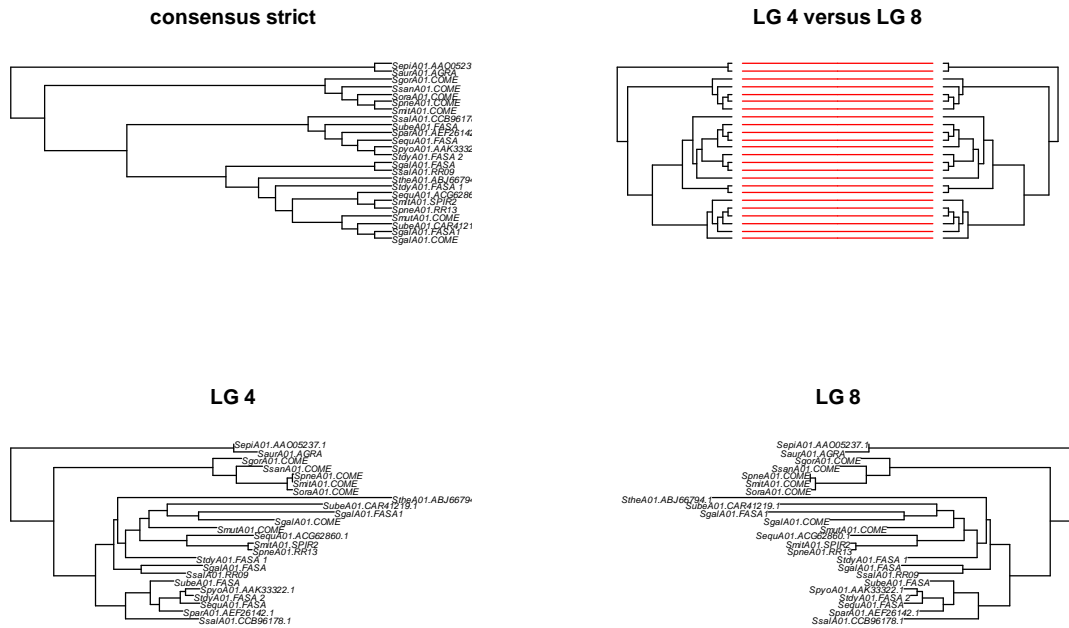 consensus strict
SepiA01.AAO0523
SaurA01.AGRA
SgorA01.COME
SsanA01.COME
SoraA01.COME
SpneA01.COME
SmitA01.COME
SsalA01.CCB96178
SubeA01.FASA
SparA01.AEF26142
SequA01.FASA
SpyoA01.AAK33322
StdyA01.FASA 2
SgalA01.FASA
SsalA01.RR09
StheA01.ABJ66794
StdyA01.FASA 1
SequA01.ACG6286
SmitA01.SPIR2
SpneA01.RR13
SmutA01.COME
SubeA01.CAR4121
SgalA01.FASA1
SgalA01.COME
LG 4 versus LG 8
LG 4
SepiA01.AAO05237.1
SaurA01.AGRA
SgorA01.COME
SsanA01.COME
SpneA01.COME
SmitA01.COME
SoraA01.COME
StheA01.ABJ66794
SubeA01.CAR41219.1
SgalA01.FASA1
SgalA01.COME
SmutA01.COME
SequA01.ACG62860.1
SmitA01.SPIR2
SpneA01.RR13
StdyA01.FASA 1
SgalA01.FASA
SsalA01.RR09
SubeA01.FASA
SpyoA01.AAK33322.1
StdyA01.FASA 2
SequA01.FASA
SparA01.AEF26142.1
SsalA01.CCB96178.1
LG 8
SepiA01.AAO05237.1
SaurA01.AGRA
SgorA01.COME
SsanA01.COME
SpneA01.COME
SmitA01.COME
SoraA01.COME
StheA01.ABJ66794.1
SubeA01.CAR41219.1
SgalA01.FASA1
SgalA01.COME
SmutA01.COME
SequA01.ACG62860.1
SmitA01.SPIR2
SpneA01.RR13
StdyA01.FASA 1
SgalA01.FASA
SsalA01.RR09
SubeA01.FASA
SpyoA01.AAK33322.1
StdyA01.FASA 2
SequA01.FASA
SparA01.AEF26142.1
SsalA01.CCB96178.1